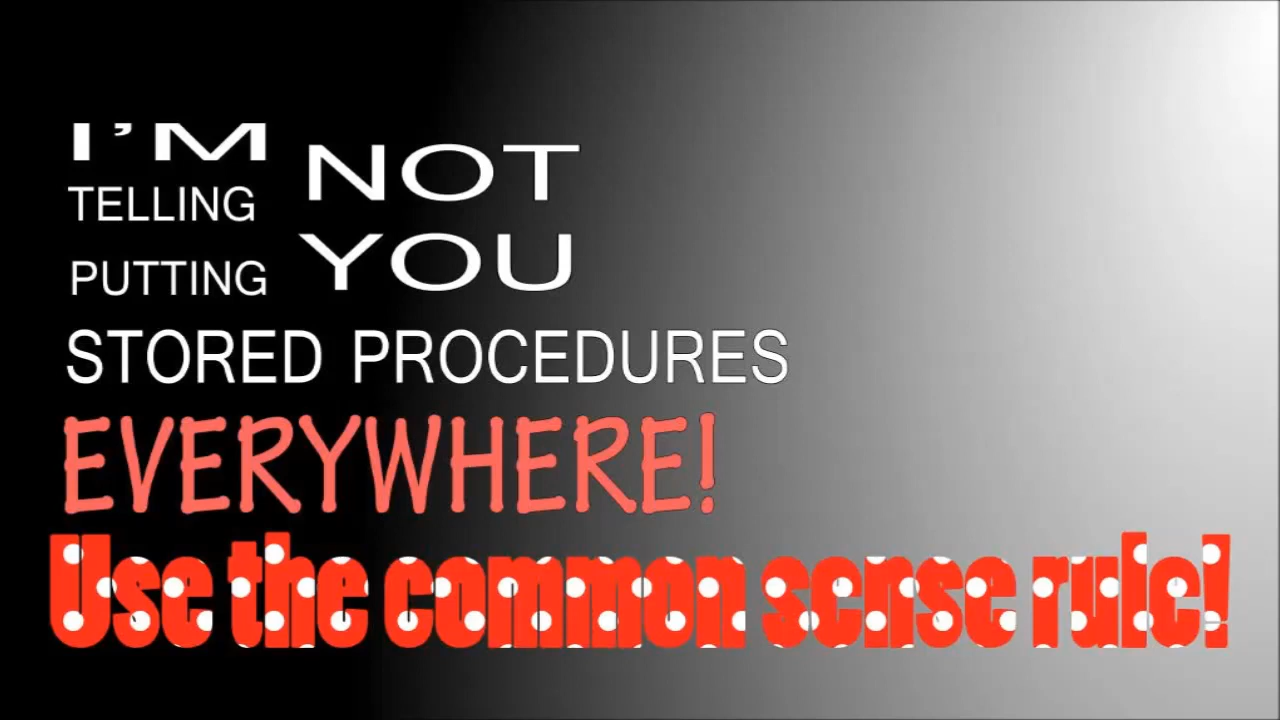 I'M NOT
TELLING YOU
PUTTING
STORED PROCEDURES
EVERYWHERE!
Use the common sense rule!